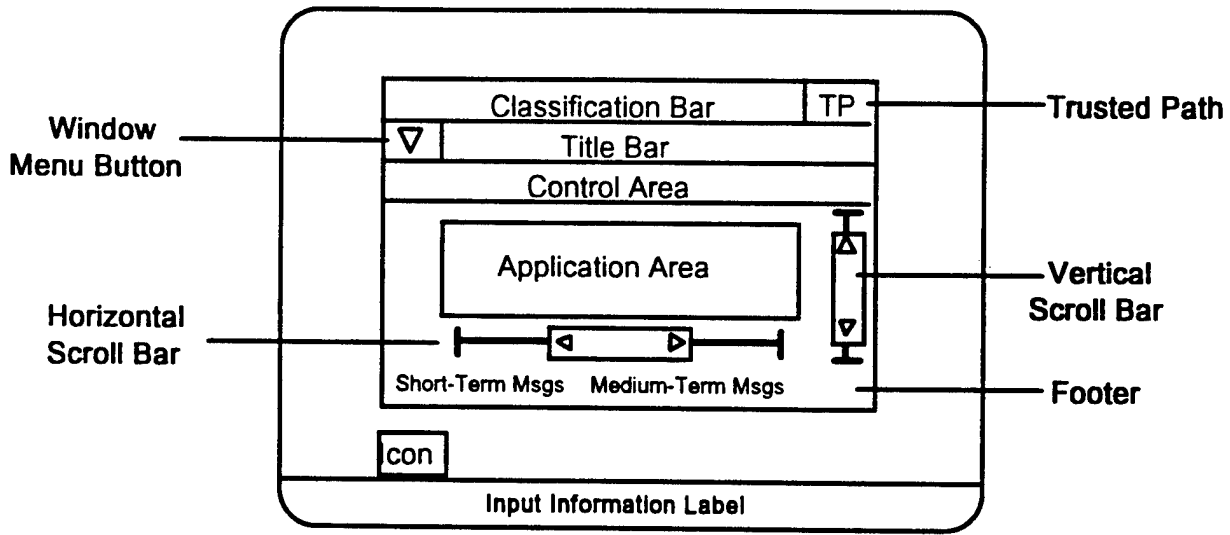 Classification Bar
TP
Trusted Path
Window
Menu Button
Title Bar
Control Area
Application Area
Vertical
Scroll Bar
Horizontal
Scroll Bar
Short-Term Msgs
Medium-Term Msgs
Footer
Icon
Input Information Label